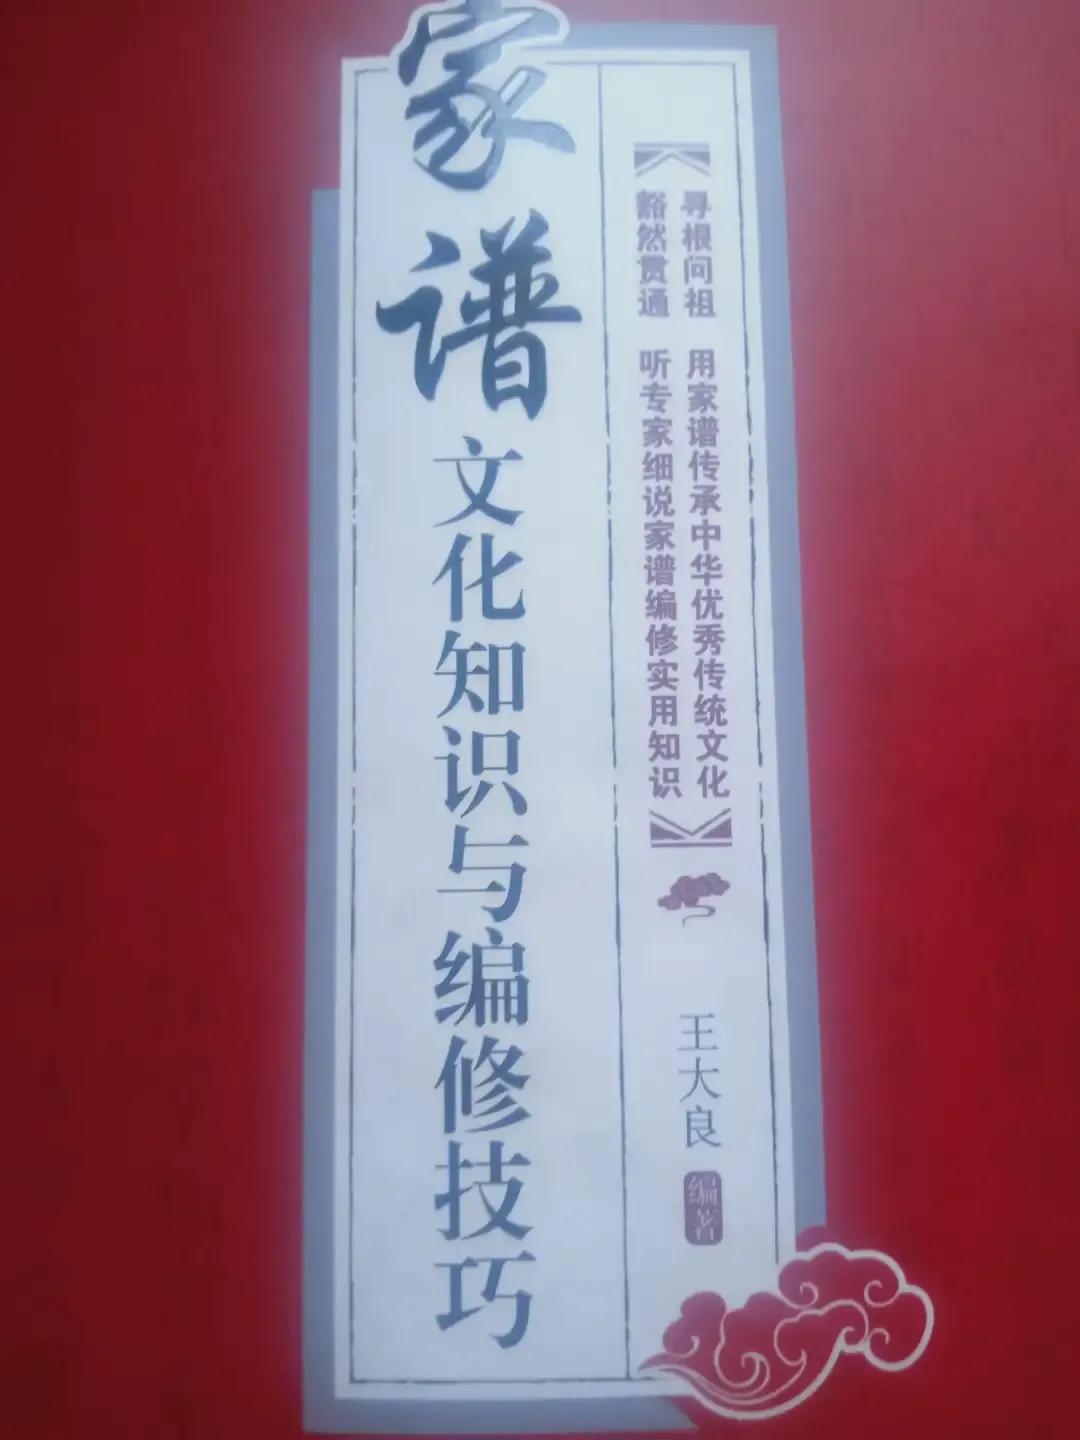 家谱文化知识与编修技巧
寻根问祖 用家谱传承中华优秀传统文化
豁然贯通 听专家细说家谱编修实用知识
王大良 编著